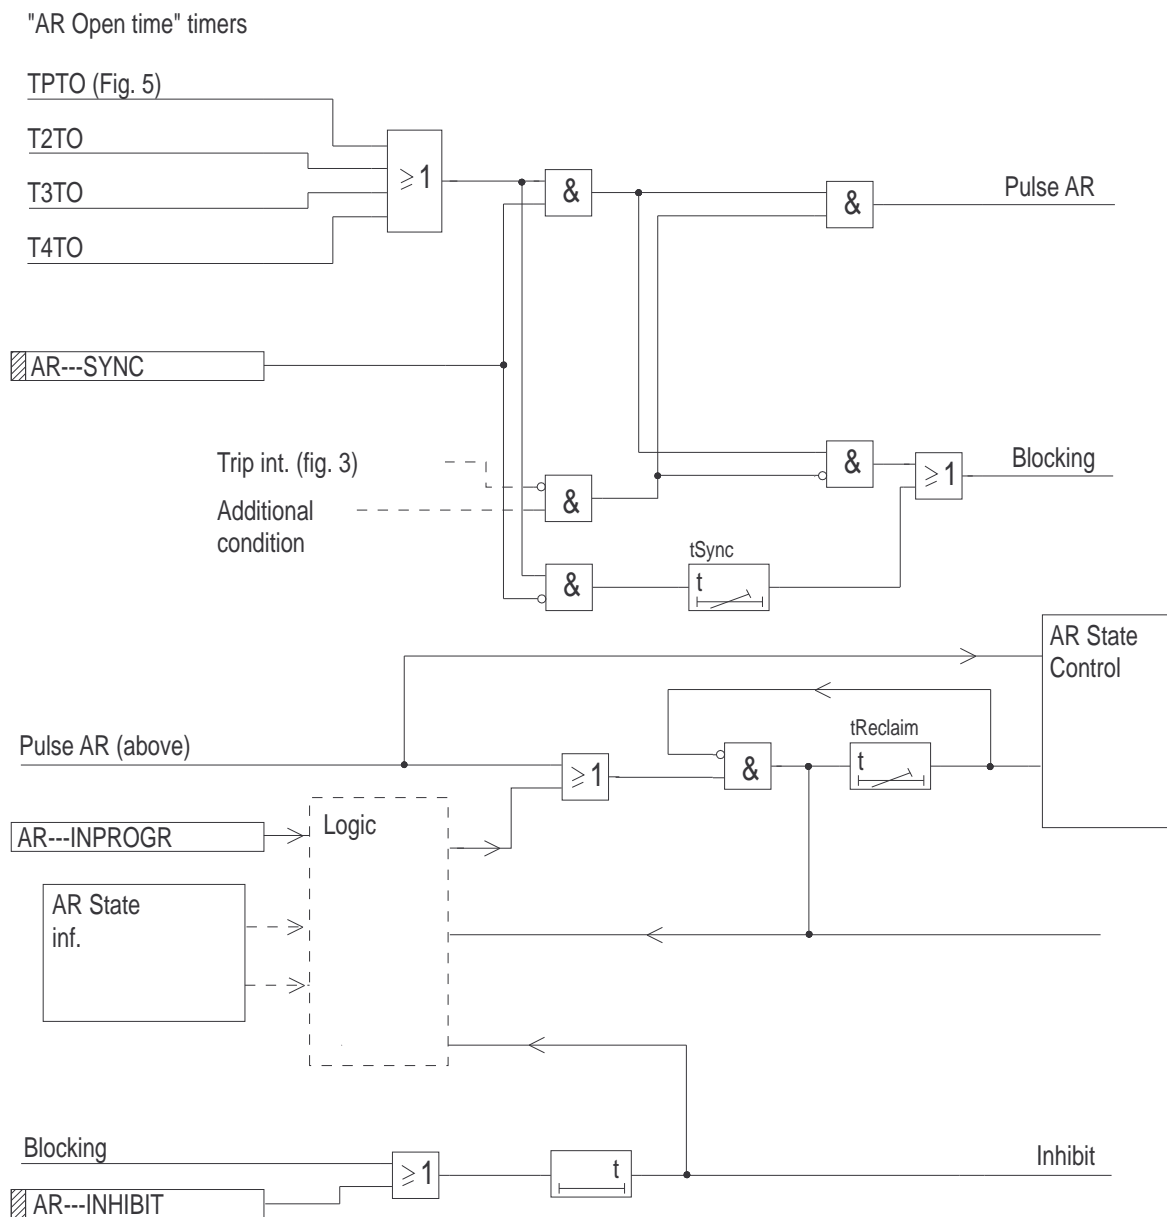 "AR Open time" timers
TPTO (Fig. 5)
T2TO
T3TO
T4TO
≥1
&
&
Pulse AR
AR---SYNC
Trip int. (fig. 3)
Additional
condition
&
&
≥1
Blocking
&
tSync
t
AR State
Control
Pulse AR (above)
≥1
&
tReclaim
t
AR---INPROGR
Logic
AR State
inf.
Blocking
AR---INHIBIT
≥1
t
Inhibit